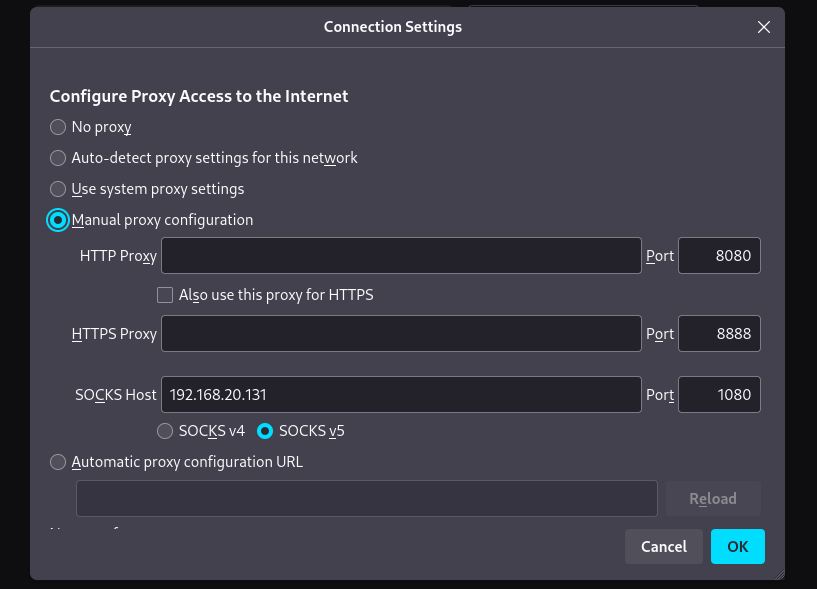 Connection Settings
Configure Proxy Access to the Internet
No proxy
Auto-detect proxy settings for this network
Use system proxy settings
Manual proxy configuration
HTTP Proxy Port 8080
Also use this proxy for HTTPS
HTTPS Proxy Port 8888
SOCKS Host 192.168.20.131 Port 1080
SOCKS v4 SOCKS v5
Automatic proxy configuration URL
Reload
Cancel OK